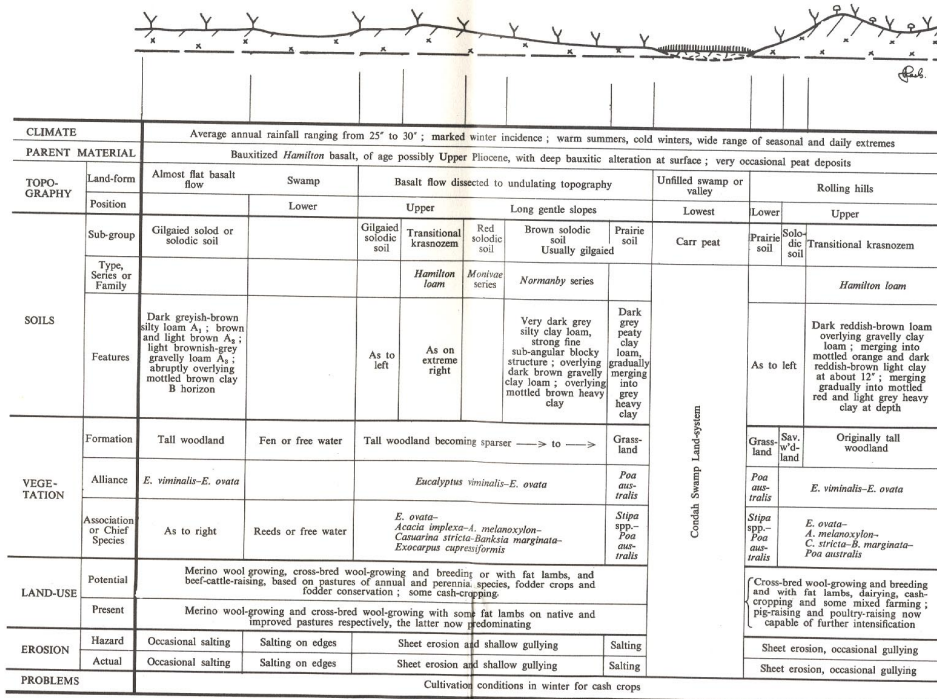 CLIMATE
Average annual rainfall ranging from 25″ to 30″ ; marked winter incidence ; warm summers, cold winters, wide range of seasonal and daily extremes
PARENT MATERIAL
Bauxitized Hamilton basalt, of age possibly Upper Pliocene, with deep bauxitic alteration at surface ; very occasional peat deposits
TOPO-
GRAPHY
Land-form
Almost flat basalt
flow
Swamp
Basalt flow dissected to undulating topography
Unfilled swamp or
valley
Rolling hills
Position
Lower
Upper
Long gentle slopes
Lowest
Lower
Upper
SOILS
Sub-group
Gilgaied solod or
solodic soil
Gilgaied
solodic
soil
Transitional
krasnozem
Red
solodic
soil
Brown solodic
soil
Usually gilgaied
Prairie
soil
Carr peat
Prairie
soil
Solo-
dic
soil
Transitional krasnozem
Type,
Series or
Family
Hamilton
loam
Monivae
series
Normanby series
Hamilton loam
Features
Dark greyish-brown
silty loam A₁ ; brown
and light brown A₂ ;
light brownish-grey
gravelly loam A₃ ;
abruptly overlying
mottled brown clay
B horizon
As to
left
As on
extreme
right
Very dark grey
silty clay loam,
strong fine
sub-angular blocky
structure ; overlying
dark brown gravelly
clay loam ; overlying
mottled brown heavy
clay
Dark
grey
peaty
clay
loam,
gradually
merging
into
grey
heavy
clay
As to left
Dark reddish-brown loam
overlying gravelly clay
loam ; merging into
mottled orange and dark
reddish-brown light clay
at about 12″ ; merging
gradually into mottled
red and light grey heavy
clay at depth
Condah Swamp Land-system
VEGE-
TATION
Formation
Tall woodland
Fen or free water
Tall woodland becoming sparser —> to —>
Grass-
land
Grass-
land
Sav.
w'd-
land
Originally tall
woodland
Alliance
E. viminalis–E. ovata
Eucalyptus viminalis–E. ovata
Poa
aus-
tralis
Poa
aus-
tralis
E. viminalis–E. ovata
Association
or Chief
Species
As to right
Reeds or free water
E. ovata–
Acacia implexa–A. melanoxylon–
Casuarina stricta–Banksia marginata–
Exocarpus cupressiformis
Stipa
spp.–
Poa
aus-
tralis
Stipa
spp.–
Poa
aus-
tralis
E. ovata–
A. melanoxylon–
C. stricta–B. marginata–
Poa australis
LAND-USE
Potential
Merino wool growing, cross-bred wool-growing and breeding or with fat lambs, and
beef-cattle-raising, based on pastures of annual and perennial species, fodder crops and
fodder conservation ; some cash-cropping.
Cross-bred wool-growing and breeding
and with fat lambs, dairying, cash-
cropping and some mixed farming ;
pig-raising and poultry-raising now
capable of further intensification
Present
Merino wool-growing and cross-bred wool-growing with some fat lambs on native and
improved pastures respectively, the latter now predominating
EROSION
Hazard
Occasional salting
Salting on edges
Sheet erosion and shallow gullying
Salting
Sheet erosion, occasional gullying
Actual
Occasional salting
Salting on edges
Sheet erosion and shallow gullying
Salting
Sheet erosion, occasional gullying
PROBLEMS
Cultivation conditions in winter for cash crops